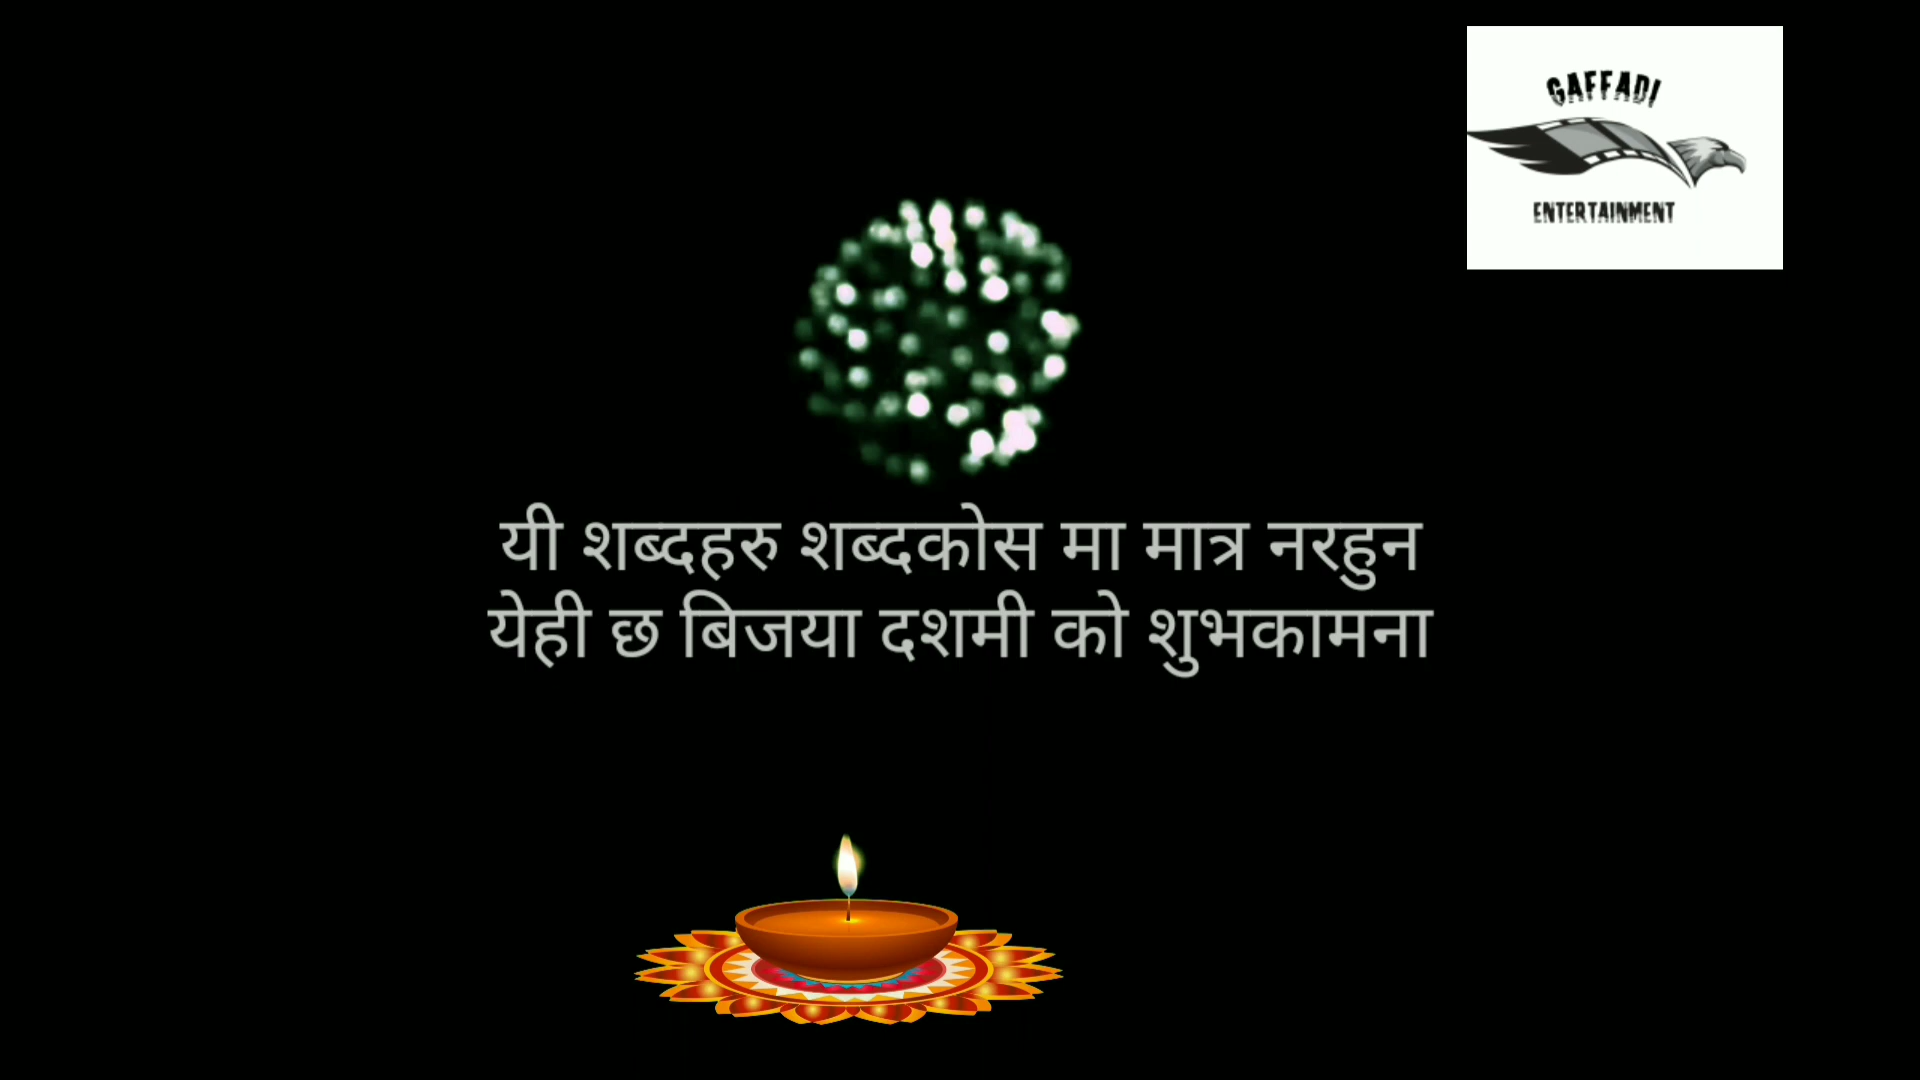 GAFFADI
ENTERTAINMENT
यी शब्दहरु शब्दकोस मा मात्र नरहुन
येही छ बिजया दशमी को शुभकामना